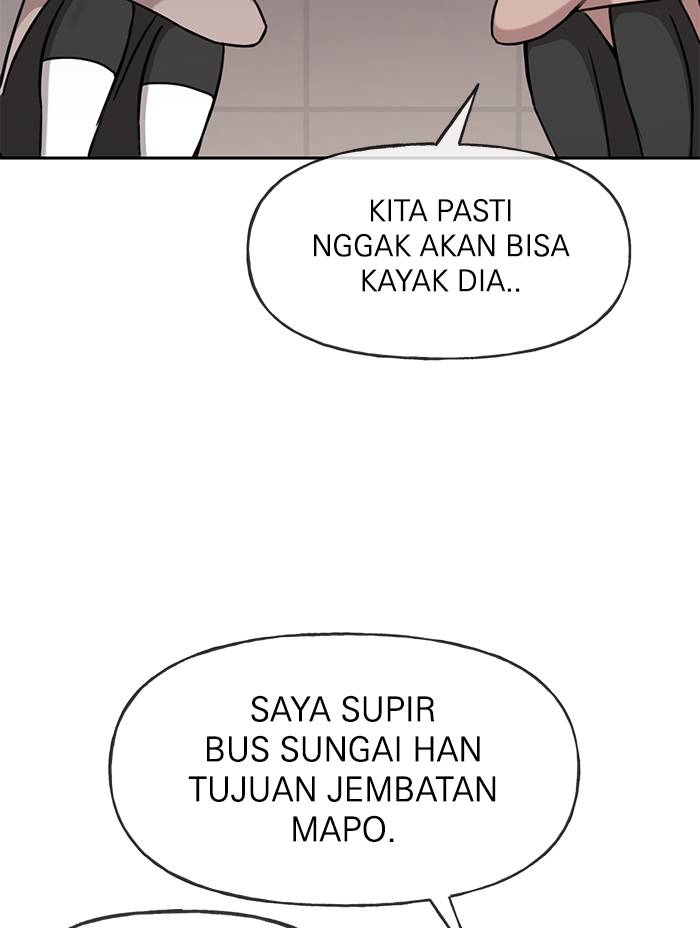 KITA PASTI
NGGAK AKAN BISA
KAYAK DIA..
SAYA SUPIR
BUS SUNGAI HAN
TUJUAN JEMBATAN
MAPO.